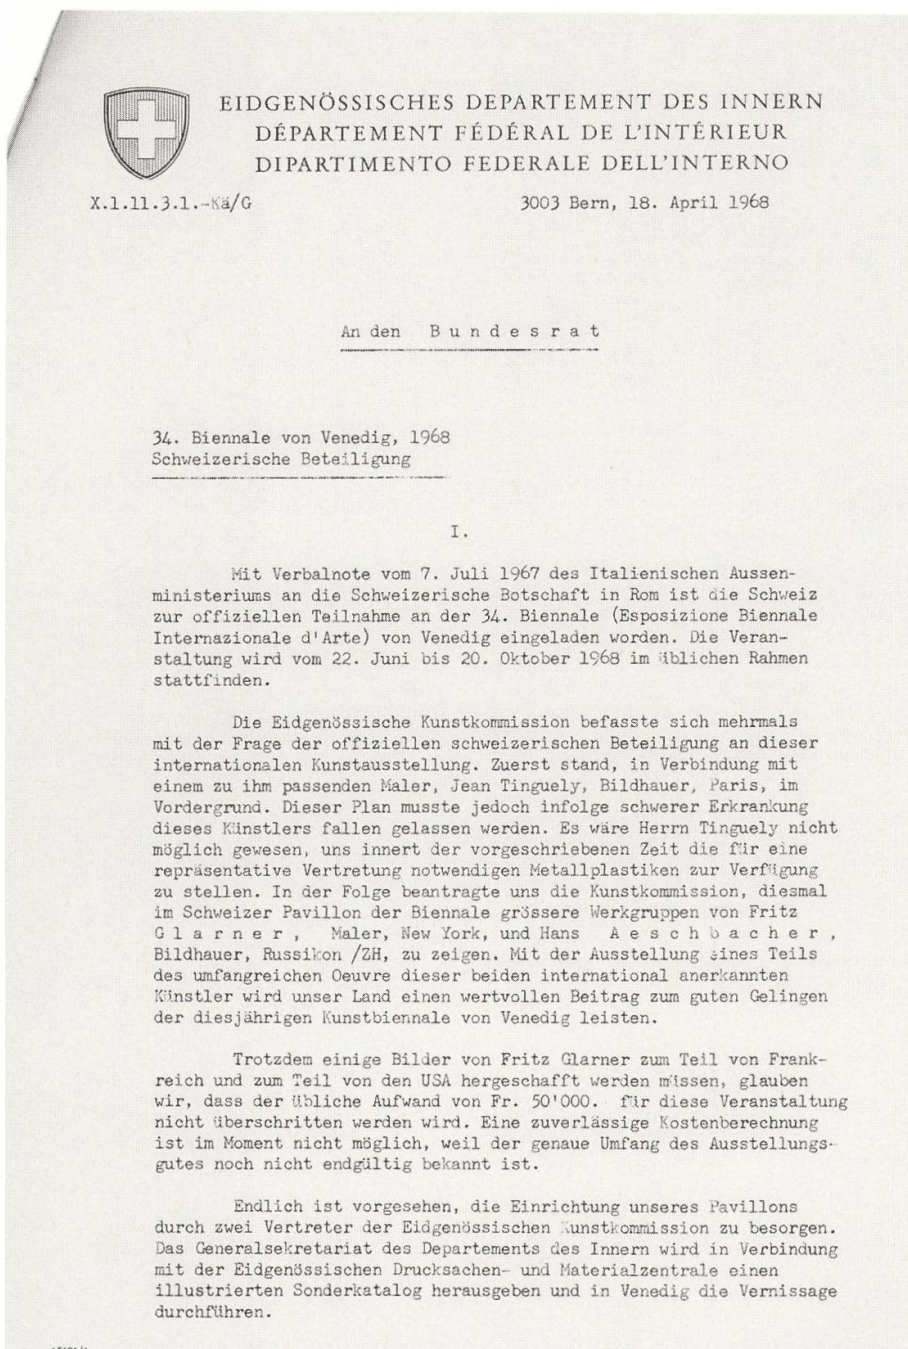 EIDGENÖSSISCHES DEPARTEMENT DES INNERN
DÉPARTEMENT FÉDÉRAL DE L'INTÉRIEUR
DIPARTIMENTO FEDERALE DELL'INTERNO
X.1.11.3.1.-Kä/G 3003 Bern, 18. April 1968
An den B u n d e s r a t
34. Biennale von Venedig, 1968
Schweizerische Beteiligung
I.
Mit Verbalnote vom 7. Juli 1967 des Italienischen Aussen-
ministeriums an die Schweizerische Botschaft in Rom ist die Schweiz
zur offiziellen Teilnahme an der 34. Biennale (Esposizione Biennale
Internazionale d'Arte) von Venedig eingeladen worden. Die Veran-
staltung wird vom 22. Juni bis 20. Oktober 1968 im üblichen Rahmen
stattfinden.
Die Eidgenössische Kunstkommission befasste sich mehrmals
mit der Frage der offiziellen schweizerischen Beteiligung an dieser
internationalen Kunstausstellung. Zuerst stand, in Verbindung mit
einem zu ihm passenden Maler, Jean Tinguely, Bildhauer, Paris, im
Vordergrund. Dieser Plan musste jedoch infolge schwerer Erkrankung
dieses Künstlers fallen gelassen werden. Es wäre Herrn Tinguely nicht
möglich gewesen, uns innert der vorgeschriebenen Zeit die für eine
repräsentative Vertretung notwendigen Metallplastiken zur Verfügung
zu stellen. In der Folge beantragte uns die Kunstkommission, diesmal
im Schweizer Pavillon der Biennale grössere Werkgruppen von Fritz
G l a r n e r , Maler, New York, und Hans A e s c h b a c h e r ,
Bildhauer, Russikon /ZH, zu zeigen. Mit der Ausstellung eines Teils
des umfangreichen Oeuvre dieser beiden international anerkannten
Künstler wird unser Land einen wertvollen Beitrag zum guten Gelingen
der diesjährigen Kunstbiennale von Venedig leisten.
Trotzdem einige Bilder von Fritz Glarner zum Teil von Frank-
reich und zum Teil von den USA hergeschafft werden müssen, glauben
wir, dass der übliche Aufwand von Fr. 50'000. für diese Veranstaltung
nicht überschritten werden wird. Eine zuverlässige Kostenberechnung
ist im Moment nicht möglich, weil der genaue Umfang des Ausstellungs-
gutes noch nicht endgültig bekannt ist.
Endlich ist vorgesehen, die Einrichtung unseres Pavillons
durch zwei Vertreter der Eidgenössischen Kunstkommission zu besorgen.
Das Generalsekretariat des Departements des Innern wird in Verbindung
mit der Eidgenössischen Drucksachen- und Materialzentrale einen
illustrierten Sonderkatalog herausgeben und in Venedig die Vernissage
durchführen.